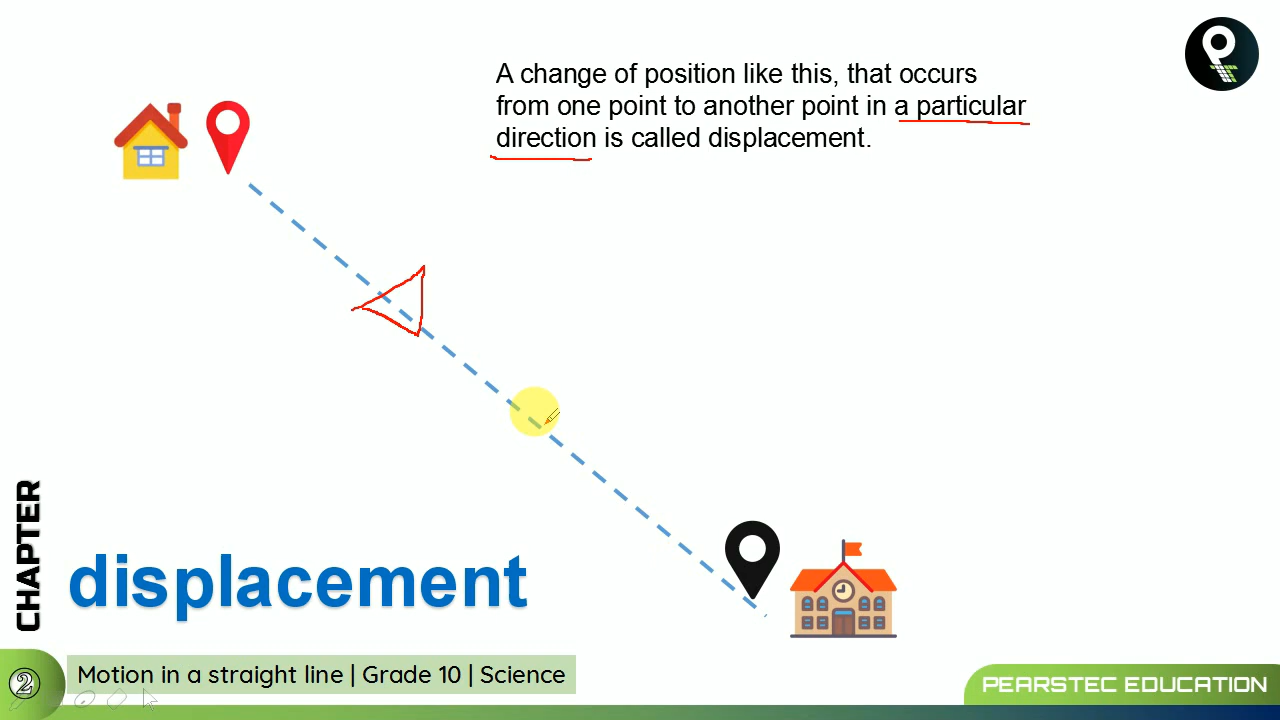 A change of position like this, that occurs
from one point to another point in a particular
direction is called displacement.
CHAPTER
displacement
2
Motion in a straight line | Grade 10 | Science
PEARSTEC EDUCATION